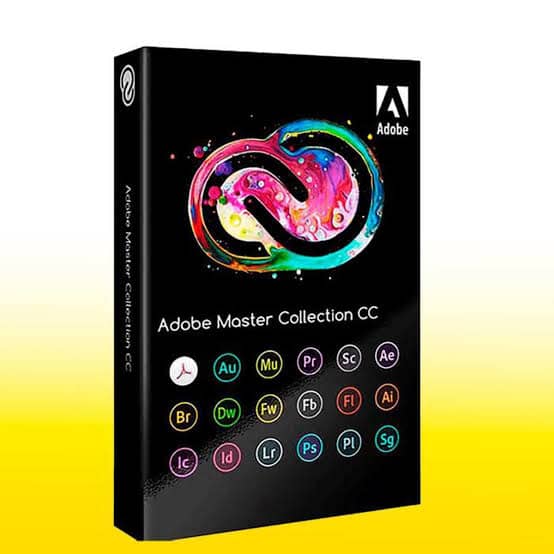 Adobe
Adobe Master Collection CC
Adobe Master Collection CC
Au Mu Pr Sc Ae
Br Dw Fw Fb Fl Ai
Ic Id Lr Ps Pl Sg